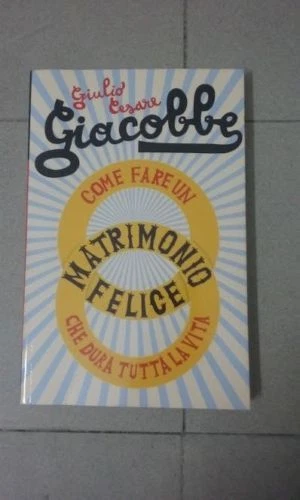 Giulio
Cesare
Giacobbe
COME FARE UN
MATRIMONIO
FELICE
CHE DURA TUTTA LA VITA